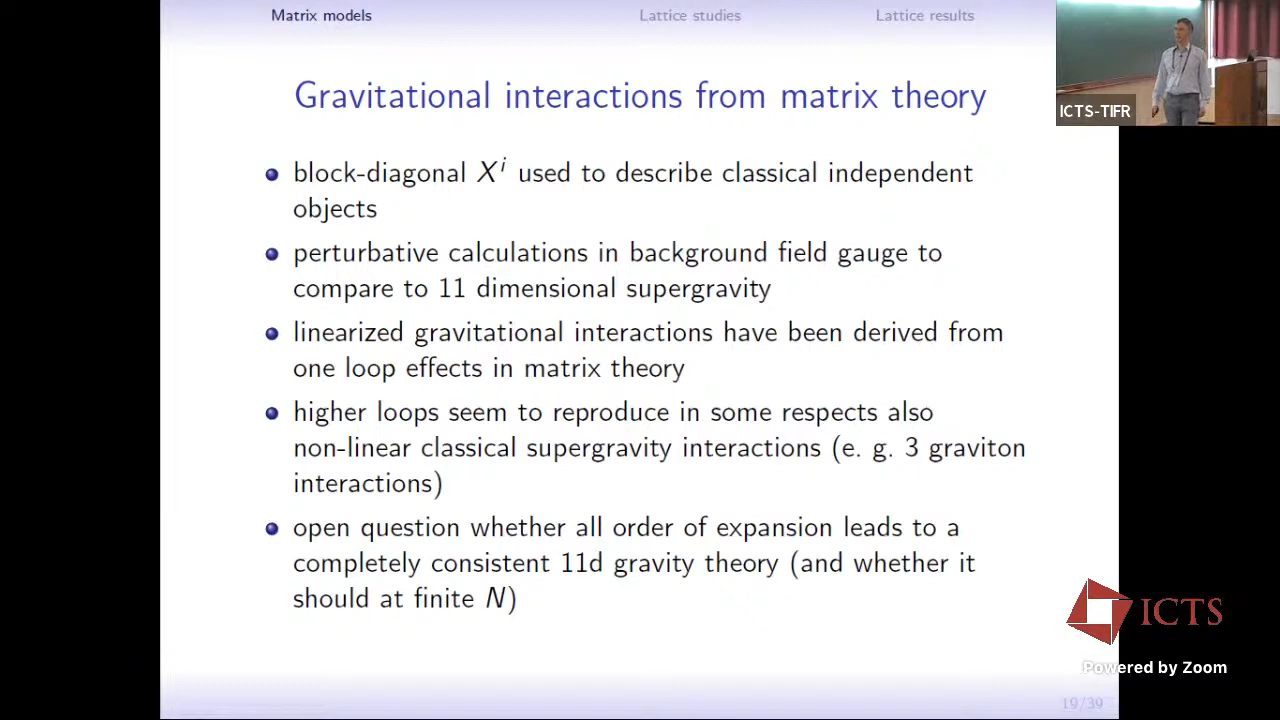 Matrix models Lattice studies Lattice results
ICTS-TIFR
Gravitational interactions from matrix theory
block-diagonal Xⁱ used to describe classical independent
objects
perturbative calculations in background field gauge to
compare to 11 dimensional supergravity
linearized gravitational interactions have been derived from
one loop effects in matrix theory
higher loops seem to reproduce in some respects also
non-linear classical supergravity interactions (e. g. 3 graviton
interactions)
open question whether all order of expansion leads to a
completely consistent 11d gravity theory (and whether it
should at finite N)
ICTS
Powered by Zoom
19/39